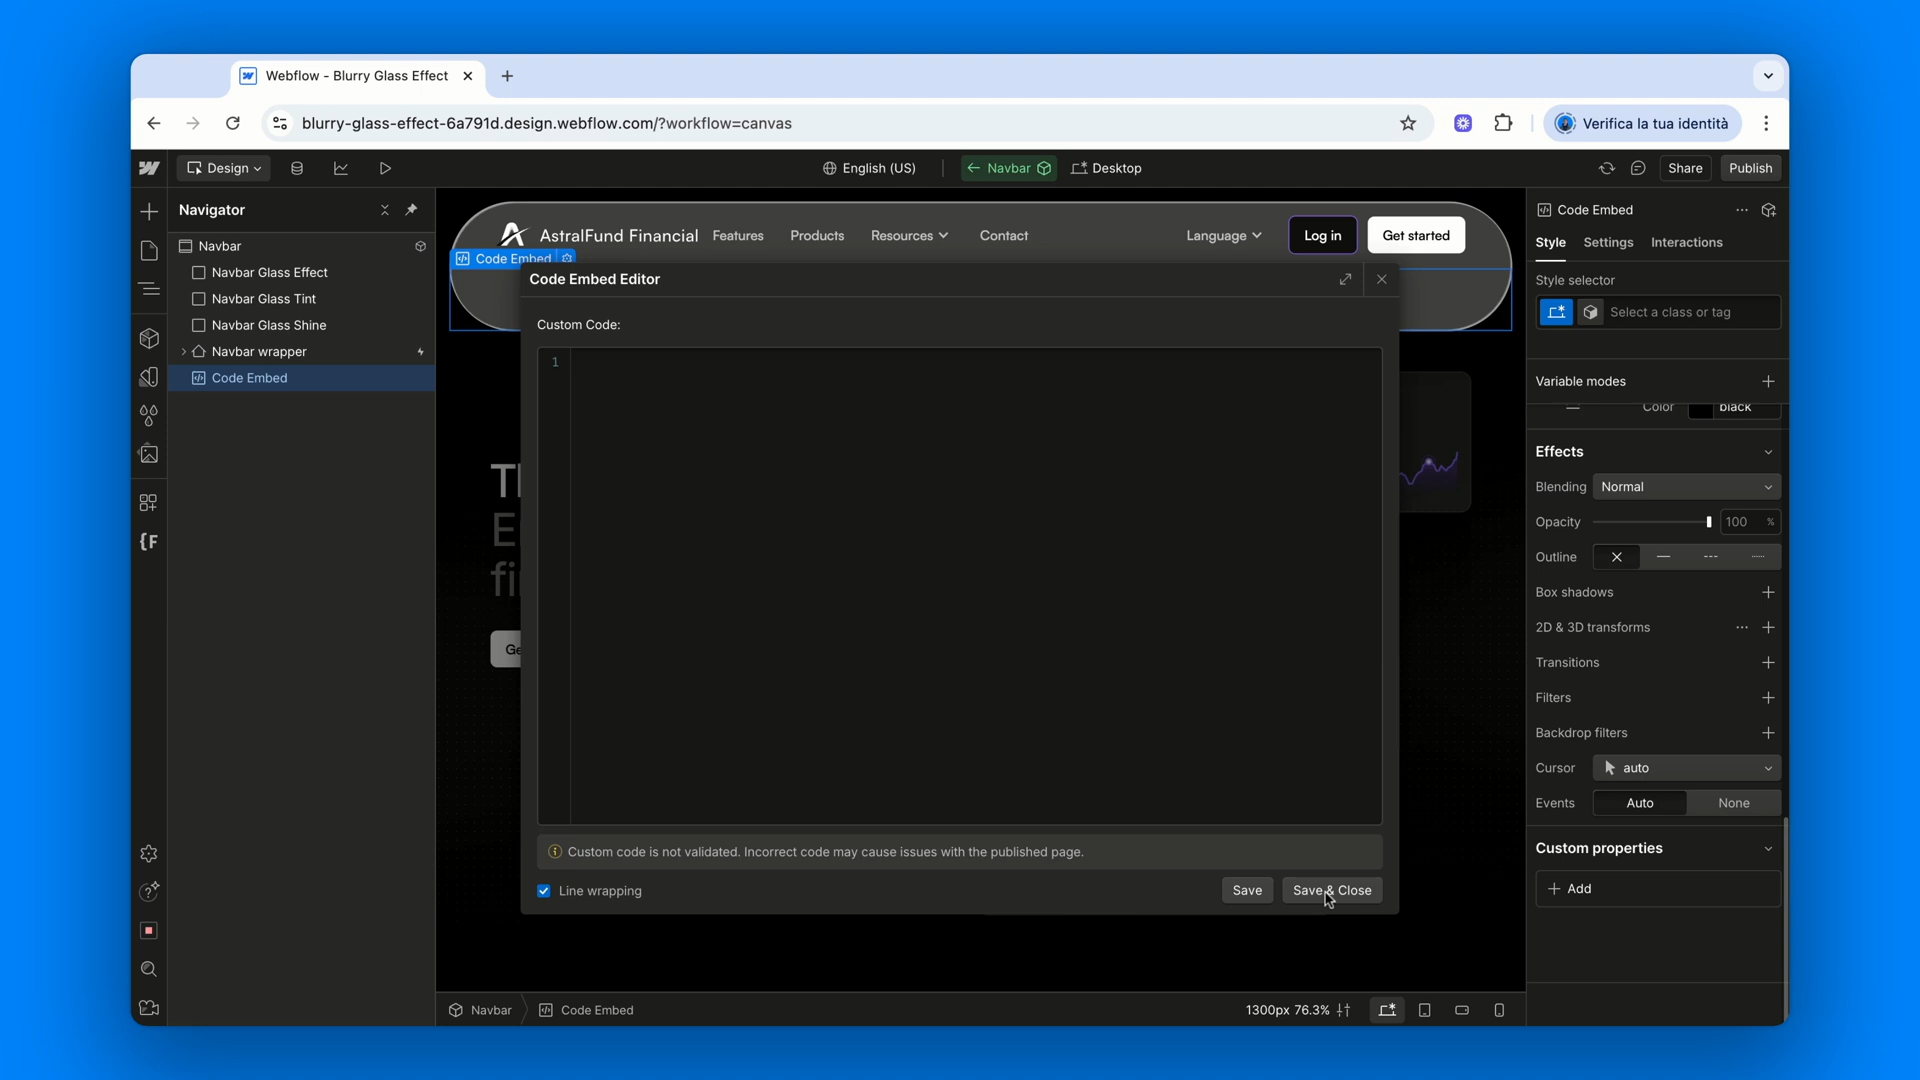 Webflow - Blurry Glass Effect
blurry-glass-effect-6a791d.design.webflow.com/?workflow=canvas
Verifica la tua identità
Design
English (US)
Navbar
Desktop
Share
Publish
Navigator
Navbar
Navbar Glass Effect
Navbar Glass Tint
Navbar Glass Shine
Navbar wrapper
Code Embed
AstralFund Financial
Features
Products
Resources
Contact
Language
Log in
Get started
Code Embed
Code Embed Editor
Custom Code:
1
Custom code is not validated. Incorrect code may cause issues with the published page.
Line wrapping
Save
Save & Close
Navbar
Code Embed
1300px 76.3%
Code Embed
Style
Settings
Interactions
Style selector
Select a class or tag
Variable modes
Color
black
Effects
Blending
Normal
Opacity
100 %
Outline
Box shadows
2D & 3D transforms
Transitions
Filters
Backdrop filters
Cursor
auto
Events
Auto
None
Custom properties
Add